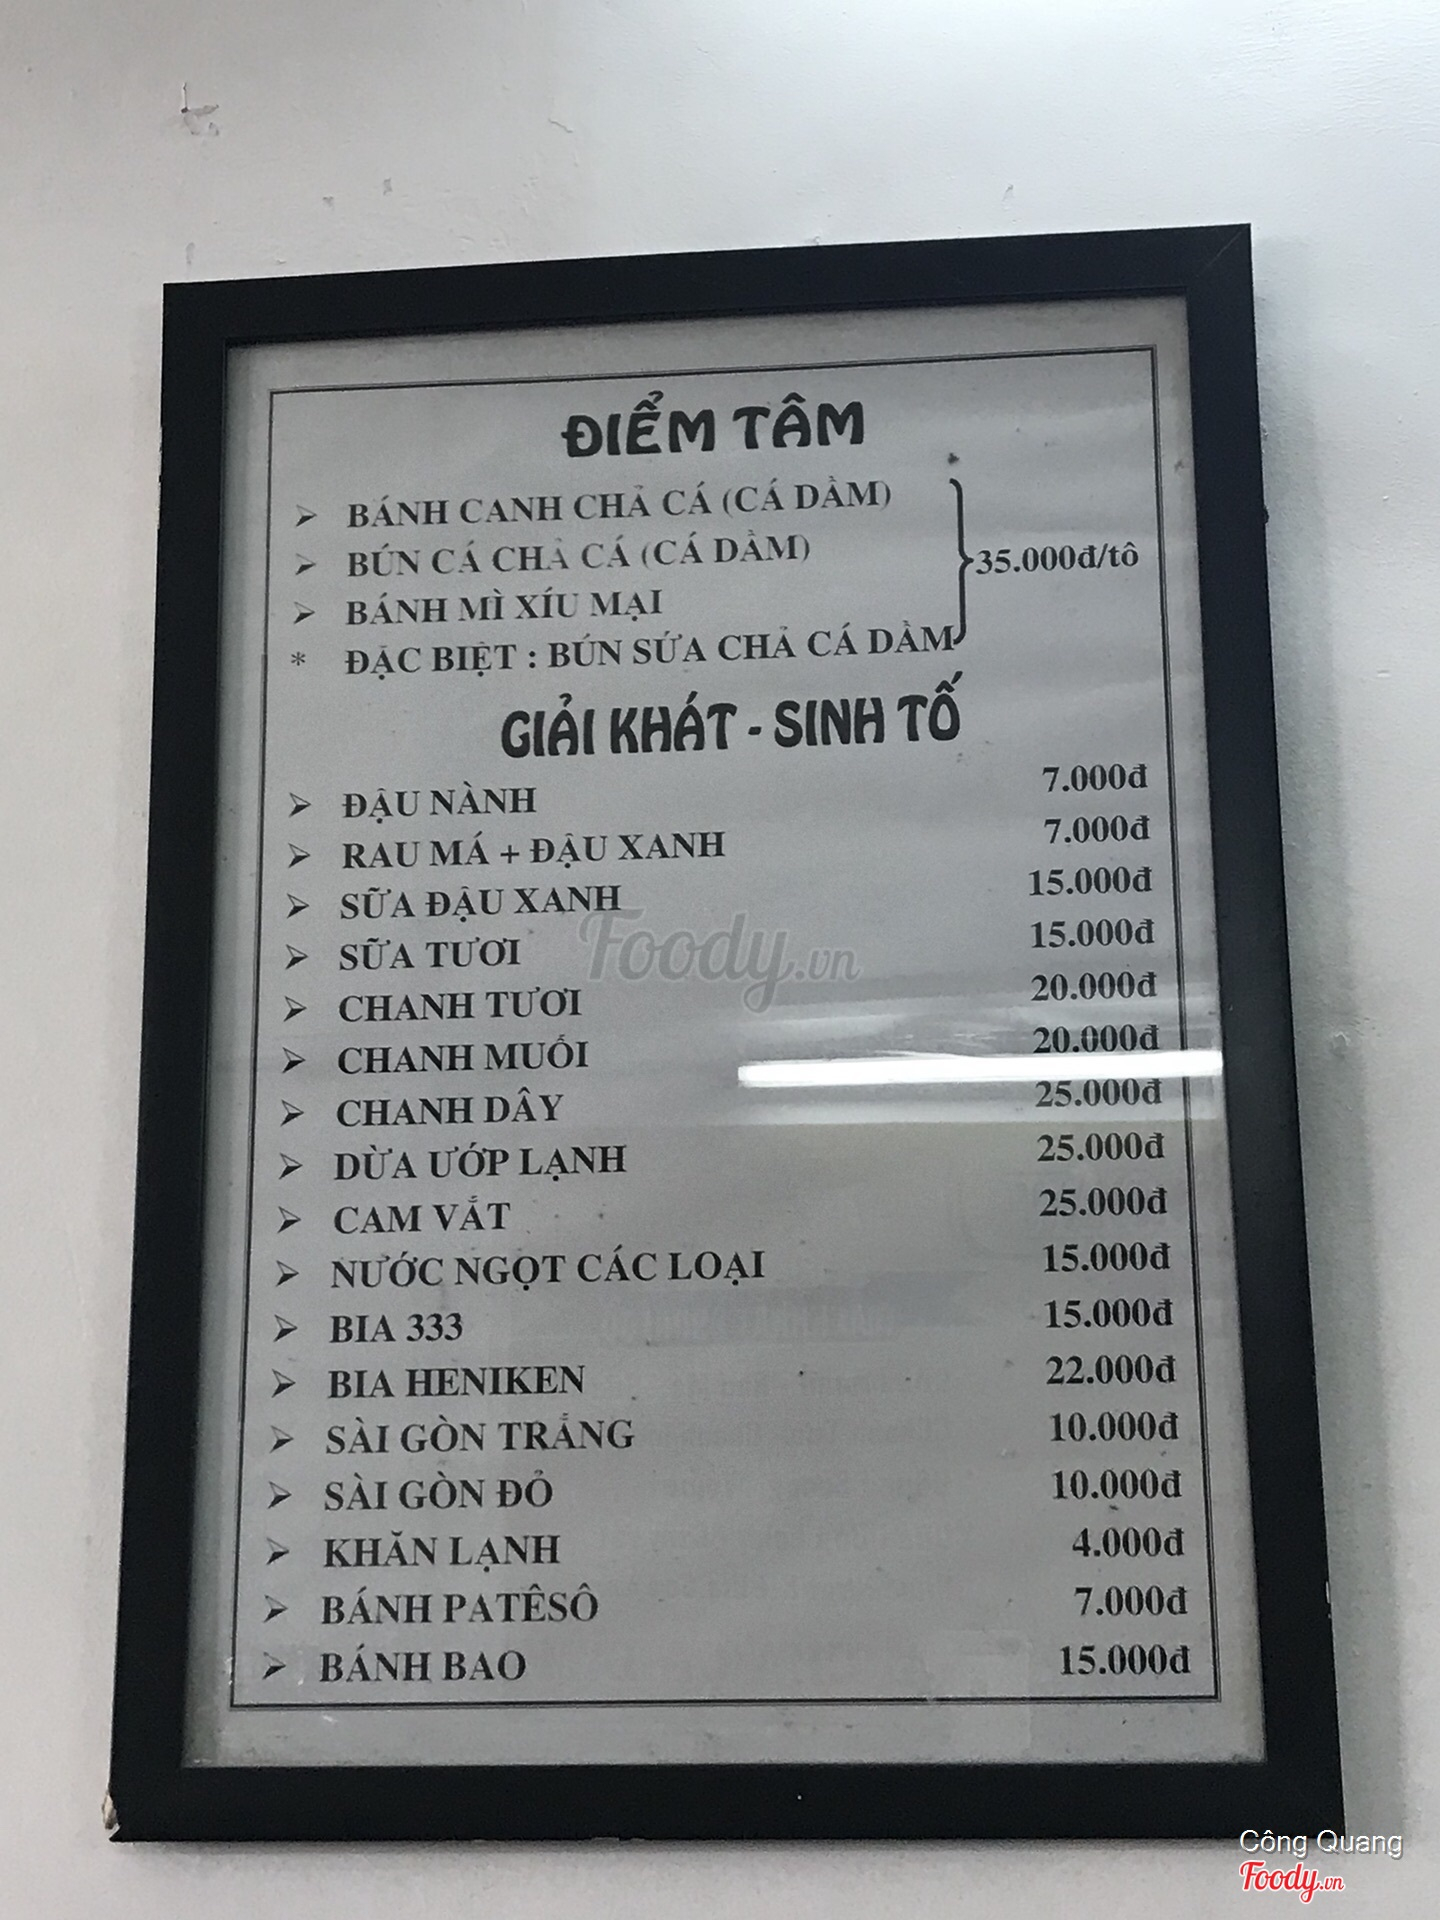 ĐIỂM TÂM
➢ BÁNH CANH CHẢ CÁ (CÁ DẦM)
➢ BÚN CÁ CHẢ CÁ (CÁ DẦM)
35.000đ/tô
➢ BÁNH MÌ XÍU MẠI
* ĐẶC BIỆT : BÚN SỨA CHẢ CÁ DẦM
GIẢI KHÁT - SINH TỐ
➢ ĐẬU NÀNH 7.000đ
➢ RAU MÁ + ĐẬU XANH 7.000đ
➢ SỮA ĐẬU XANH 15.000đ
➢ SỮA TƯƠI 15.000đ
➢ CHANH TƯƠI 20.000đ
➢ CHANH MUỐI 20.000đ
➢ CHANH DÂY 25.000đ
➢ DỪA ƯỚP LẠNH 25.000đ
➢ CAM VẮT 25.000đ
➢ NƯỚC NGỌT CÁC LOẠI 15.000đ
➢ BIA 333 15.000đ
➢ BIA HENIKEN 22.000đ
➢ SÀI GÒN TRẮNG 10.000đ
➢ SÀI GÒN ĐỎ 10.000đ
➢ KHĂN LẠNH 4.000đ
➢ BÁNH PATÊSÔ 7.000đ
➢ BÁNH BAO 15.000đ
Foody.vn
Công Quang
Foody.vn